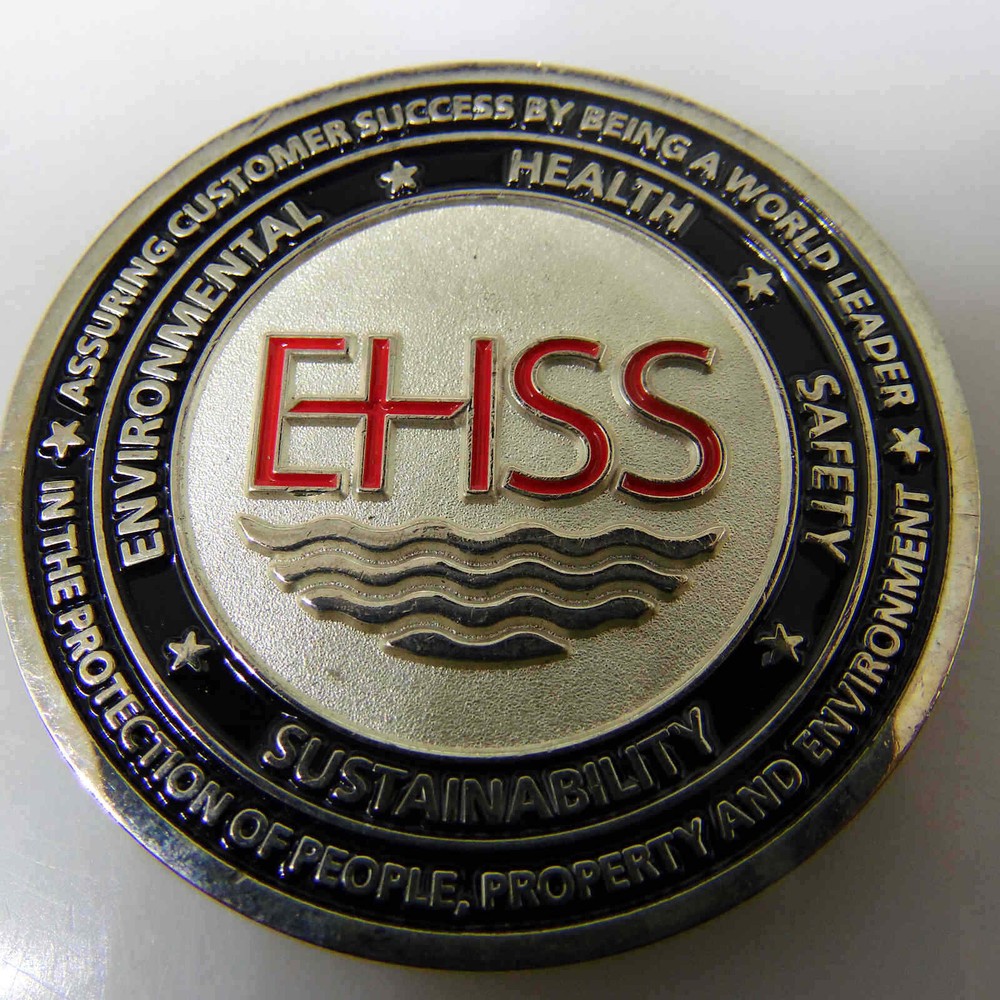 ASSURING CUSTOMER SUCCESS BY BEING A WORLD LEADER
IN THE PROTECTION OF PEOPLE, PROPERTY AND ENVIRONMENT
ENVIRONMENTAL
HEALTH
SAFETY
SUSTAINABILITY
EHSS